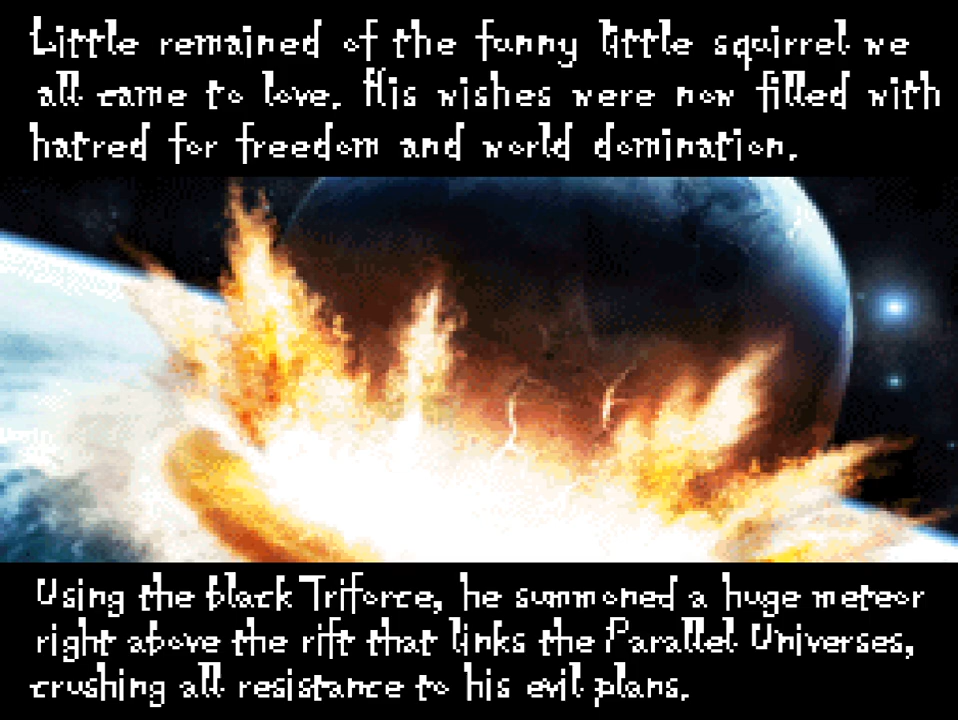 Little remained of the funny little squirrel we
all came to love. His wishes were now filled with
hatred for freedom and world domination.
Using the Black Triforce, he summoned a huge meteor
right above the rift that links the Parallel Universes,
crushing all resistance to his evil plans.